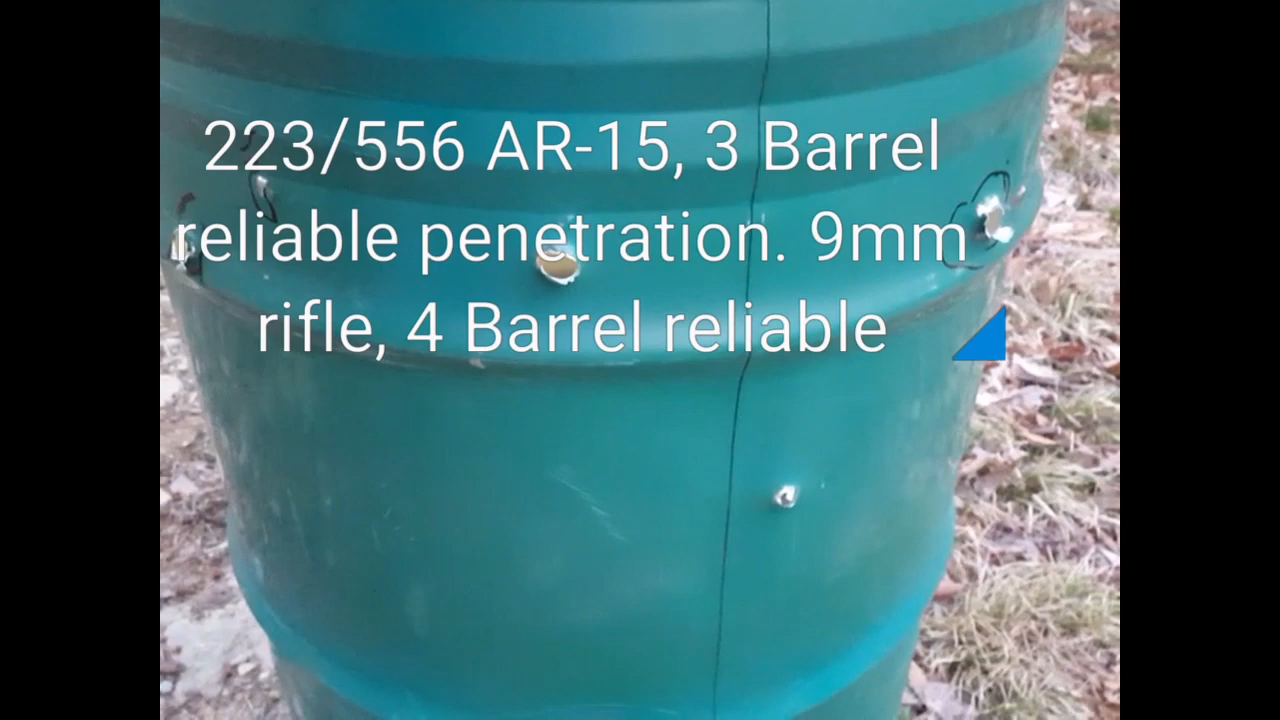 223/556 AR-15, 3 Barrel
reliable penetration. 9mm
rifle, 4 Barrel reliable